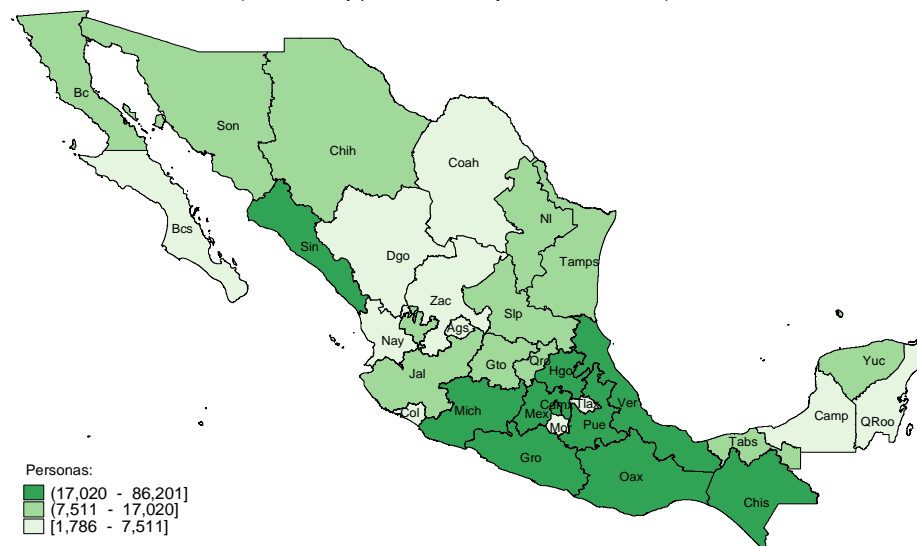 Bc
Son
Chih
Coah
Bcs
Nl
Sin
Dgo
Tamps
Zac
Slp
Ags
Nay
Gto
Qro
Hgo
Yuc
Jal
Col
Mich
Mex
Cdmx
Tlax
Ver
Camp
QRoo
Mo
Pue
Tabs
Gro
Oax
Chis
Personas:
(17,020 - 86,201]
(7,511 - 17,020]
[1,786 - 7,511]